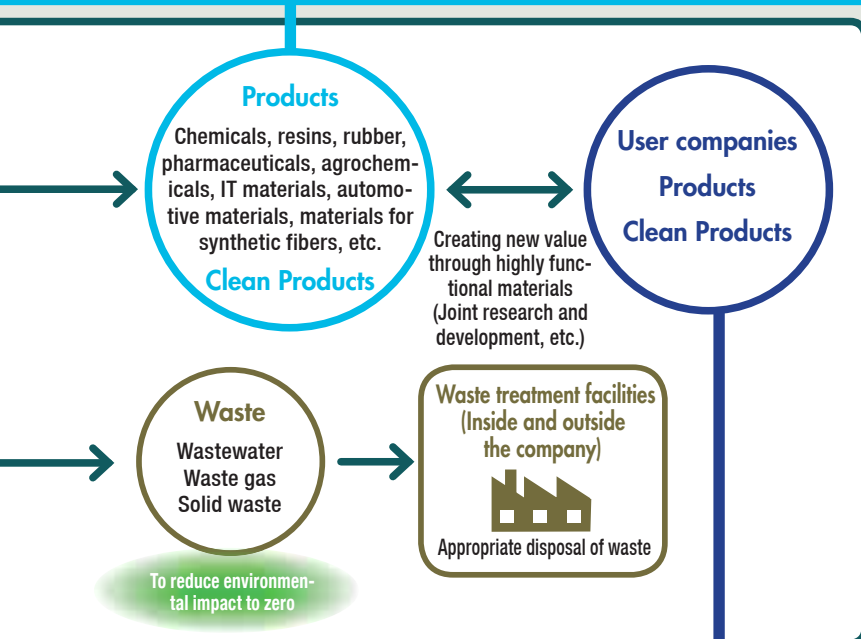 Products
Chemicals, resins, rubber,
pharmaceuticals, agrochem-
icals, IT materials, automo-
tive materials, materials for
synthetic fibers, etc.
Clean Products
Creating new value
through highly func-
tional materials
(Joint research and
development, etc.)
User companies
Products
Clean Products
Waste
Wastewater
Waste gas
Solid waste
To reduce environmen-
tal impact to zero
Waste treatment facilities
(Inside and outside
the company)
Appropriate disposal of waste